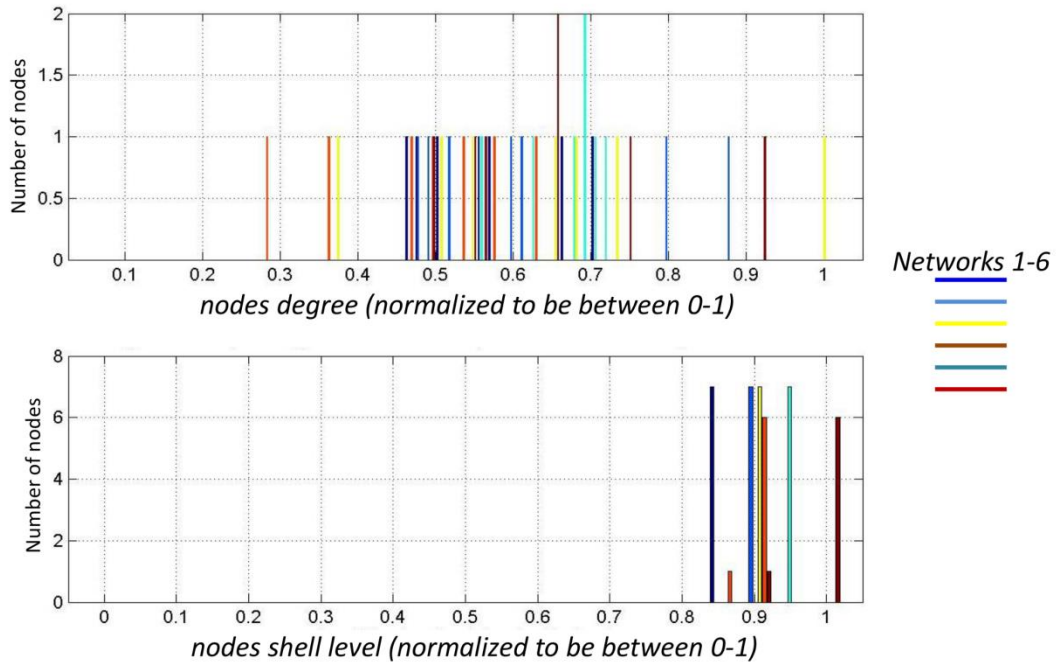 2
1.5
1
0.5
0
Number of nodes
0.1 0.2 0.3 0.4 0.5 0.6 0.7 0.8 0.9 1
nodes degree (normalized to be between 0-1)
Networks 1-6
8
6
4
2
0
Number of nodes
0 0.1 0.2 0.3 0.4 0.5 0.6 0.7 0.8 0.9 1
nodes shell level (normalized to be between 0-1)